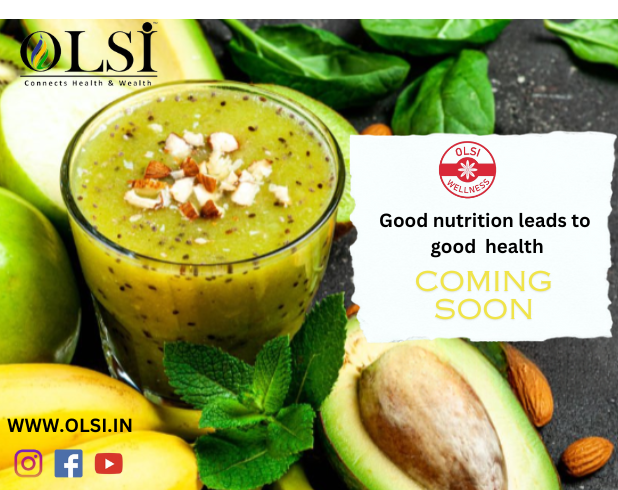 OLSi
Connects Health & Wealth
OLSI
WELLNESS
Good nutrition leads to
good health
COMING
SOON
WWW.OLSI.IN